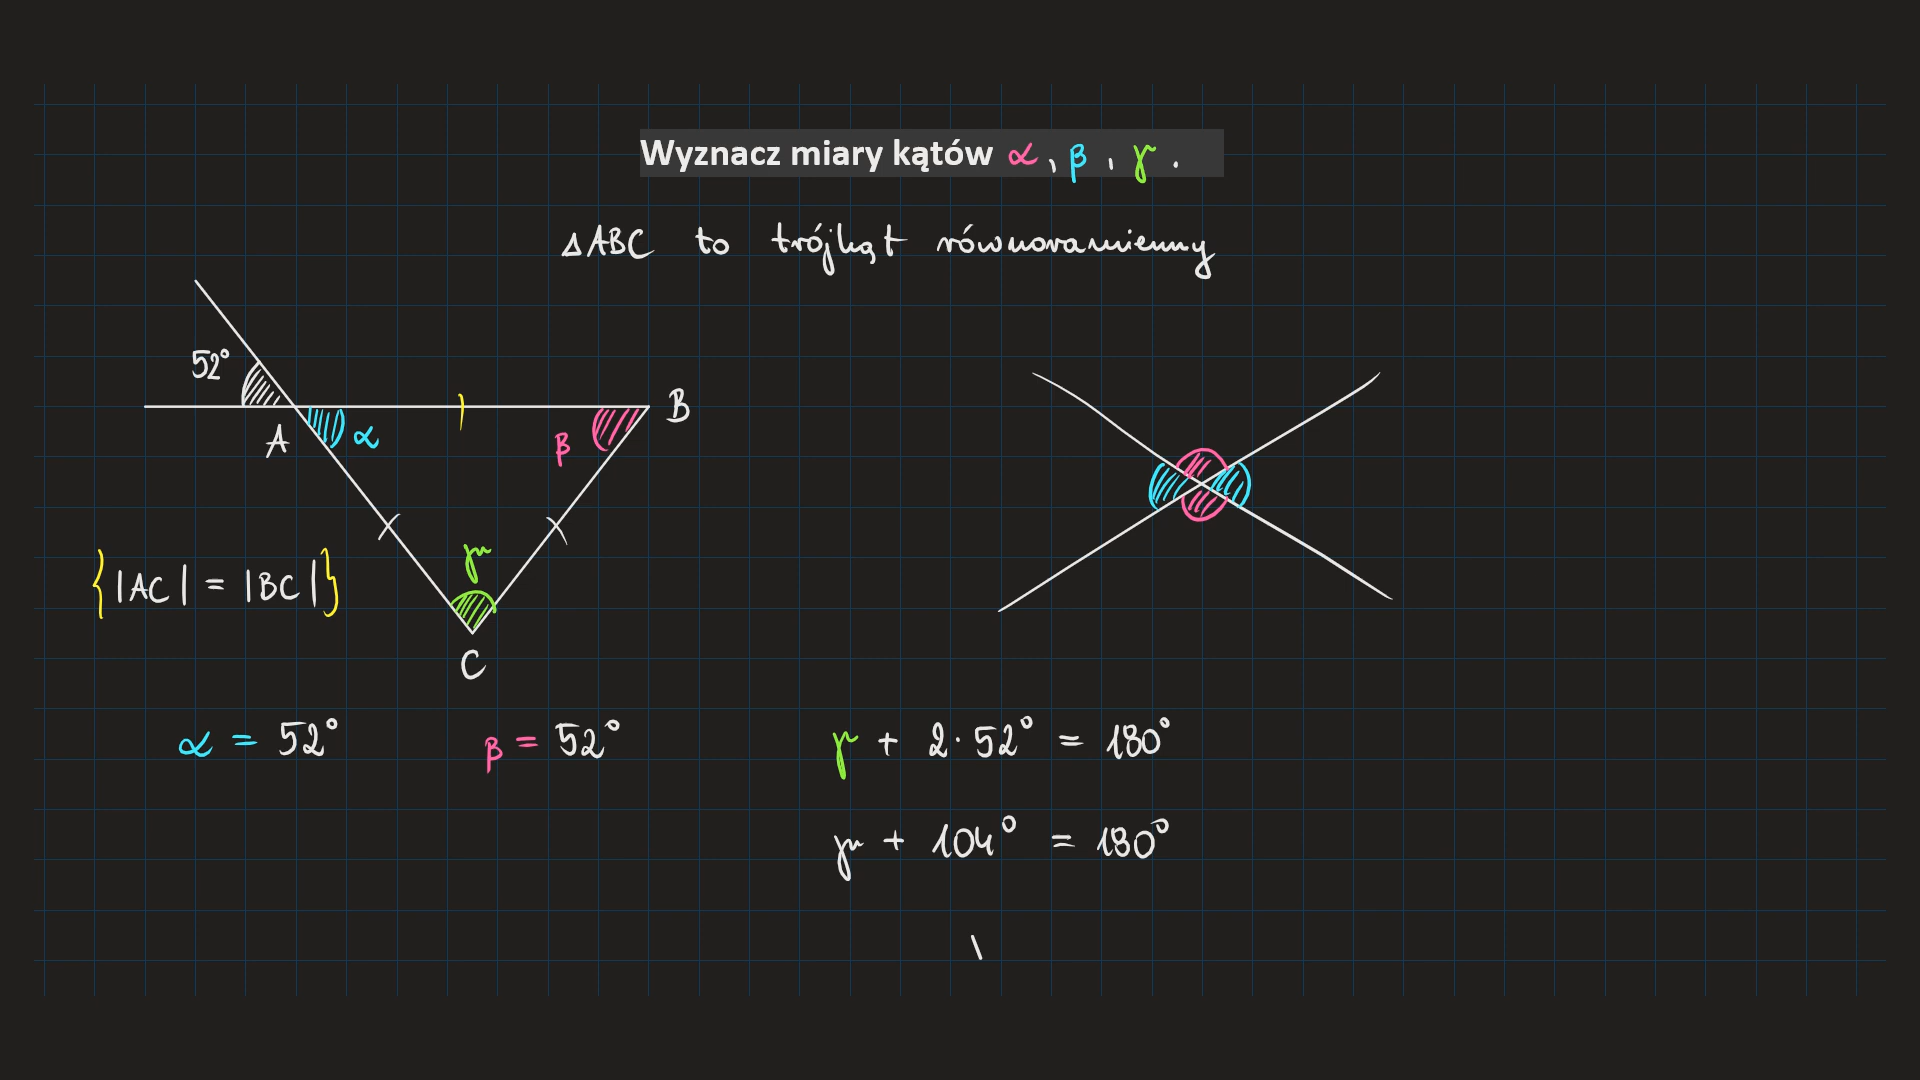 Wyznacz miary kątów α, β, γ.
ΔABC to trójkąt równoramienny
52°
A
α
β
B
γ
{|AC| = |BC|}
C
α = 52°
β = 52°
γ + 2·52° = 180°
γ + 104° = 180°